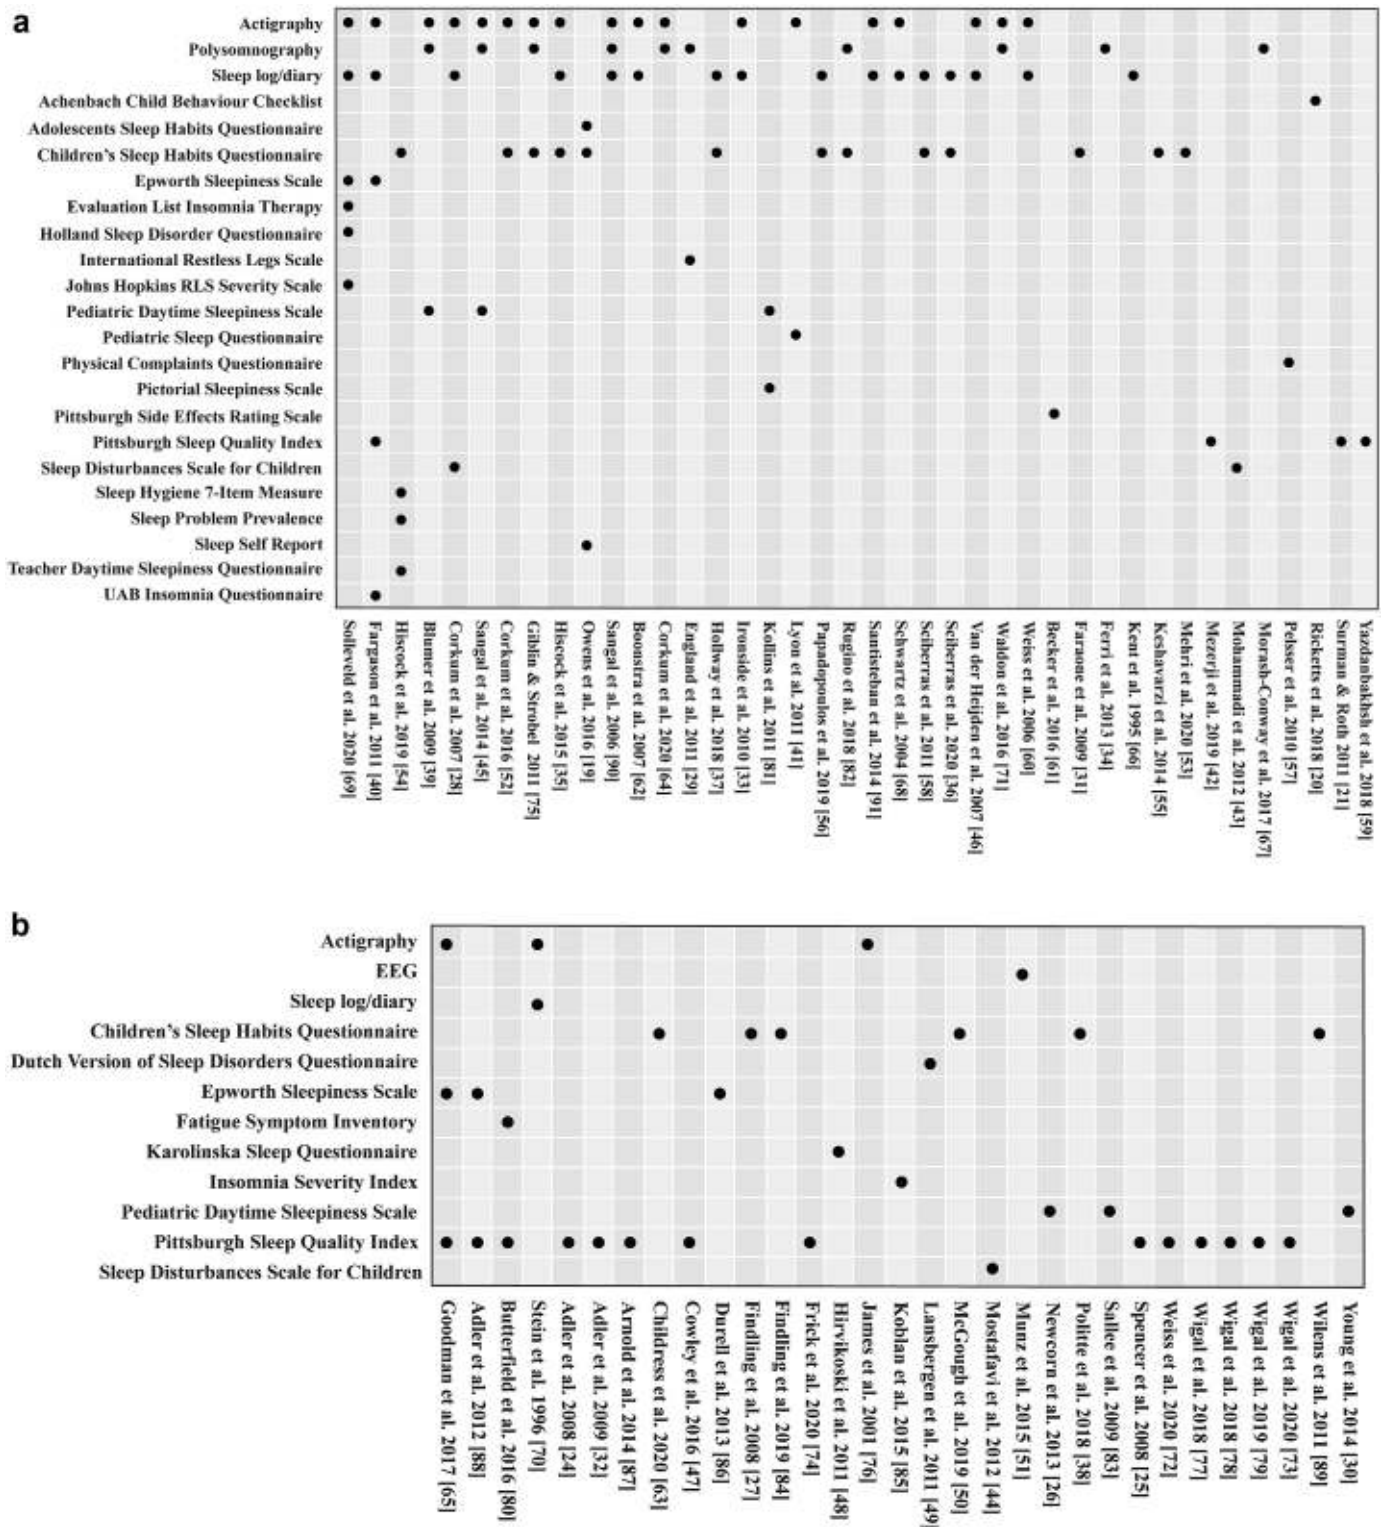 a
Actigraphy
Polysomnography
Sleep log/diary
Achenbach Child Behaviour Checklist
Adolescents Sleep Habits Questionnaire
Children's Sleep Habits Questionnaire
Epworth Sleepiness Scale
Evaluation List Insomnia Therapy
Holland Sleep Disorder Questionnaire
International Restless Legs Scale
Johns Hopkins RLS Severity Scale
Pediatric Daytime Sleepiness Scale
Pediatric Sleep Questionnaire
Physical Complaints Questionnaire
Pictorial Sleepiness Scale
Pittsburgh Side Effects Rating Scale
Pittsburgh Sleep Quality Index
Sleep Disturbances Scale for Children
Sleep Hygiene 7-Item Measure
Sleep Problem Prevalence
Sleep Self Report
Teacher Daytime Sleepiness Questionnaire
UAB Insomnia Questionnaire
Solleveld et al. 2020 [69]
Fargason et al. 2011 [40]
Hiscock et al. 2019 [54]
Blumer et al. 2009 [39]
Corkum et al. 2007 [28]
Sangal et al. 2014 [45]
Corkum et al. 2016 [52]
Giblin & Strobel 2011 [75]
Hiscock et al. 2015 [35]
Owens et al. 2016 [19]
Sangal et al. 2006 [90]
Boonstra et al. 2007 [62]
Corkum et al. 2020 [64]
England et al. 2011 [29]
Hollway et al. 2018 [37]
Ironside et al. 2010 [33]
Kollins et al. 2011 [81]
Lyon et al. 2011 [41]
Papadopoulos et al. 2019 [56]
Rugino et al. 2018 [82]
Santisteban et al. 2014 [91]
Schwartz et al. 2004 [68]
Sciberras et al. 2011 [58]
Sciberras et al. 2020 [36]
Van der Heijden et al. 2007 [46]
Waldon et al. 2016 [71]
Weiss et al. 2006 [60]
Becker et al. 2016 [61]
Faraone et al. 2009 [31]
Ferri et al. 2013 [34]
Kent et al. 1995 [66]
Keshavarzi et al. 2014 [55]
Mehri et al. 2020 [53]
Mezerji et al. 2019 [42]
Mohammadi et al. 2012 [43]
Morash-Conway et al. 2017 [67]
Pelsser et al. 2010 [57]
Ricketts et al. 2018 [20]
Surman & Roth 2011 [21]
Yazdanbakhsh et al. 2018 [59]
b
Actigraphy
EEG
Sleep log/diary
Children's Sleep Habits Questionnaire
Dutch Version of Sleep Disorders Questionnaire
Epworth Sleepiness Scale
Fatigue Symptom Inventory
Karolinska Sleep Questionnaire
Insomnia Severity Index
Pediatric Daytime Sleepiness Scale
Pittsburgh Sleep Quality Index
Sleep Disturbances Scale for Children
Goodman et al. 2017 [65]
Adler et al. 2012 [88]
Butterfield et al. 2016 [80]
Stein et al. 1996 [70]
Adler et al. 2008 [24]
Adler et al. 2009 [32]
Arnold et al. 2014 [87]
Childress et al. 2020 [63]
Cowley et al. 2016 [47]
Durell et al. 2013 [86]
Findling et al. 2008 [27]
Findling et al. 2019 [84]
Frick et al. 2020 [74]
Hirvikoski et al. 2011 [48]
James et al. 2001 [76]
Koblan et al. 2015 [85]
Lansbergen et al. 2011 [49]
McGough et al. 2019 [50]
Mostafavi et al. 2012 [44]
Munz et al. 2015 [51]
Newcorn et al. 2013 [26]
Politte et al. 2018 [38]
Sallee et al. 2009 [83]
Spencer et al. 2008 [25]
Weiss et al. 2020 [72]
Wigal et al. 2018 [77]
Wigal et al. 2018 [78]
Wigal et al. 2019 [79]
Wigal et al. 2020 [73]
Wilens et al. 2011 [89]
Young et al. 2014 [30]